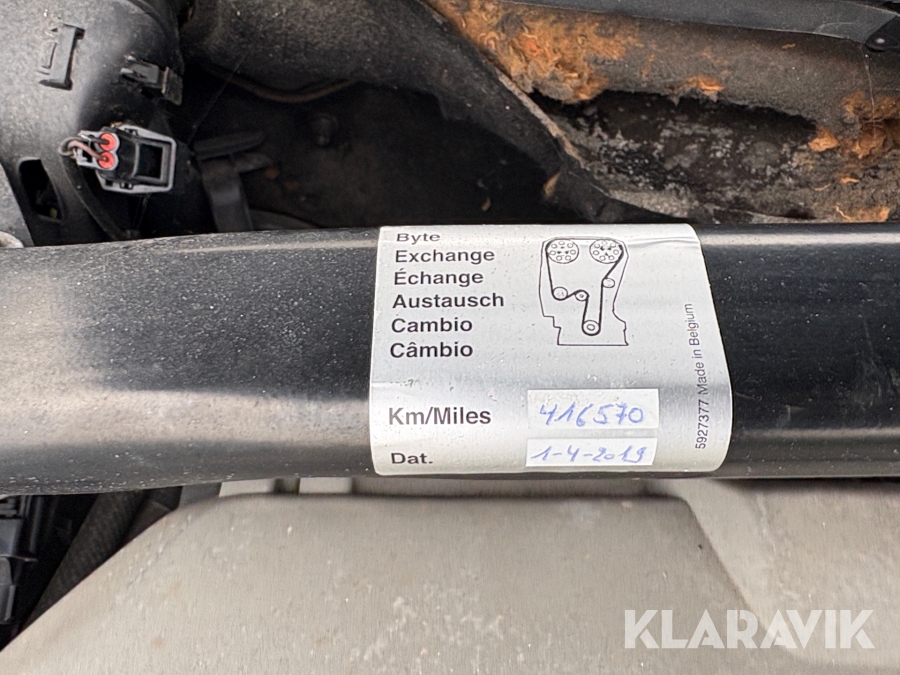 Byte
Exchange
Échange
Austausch
Cambio
Câmbio
Km/Miles 416570
Dat. 1-4-2019
5927377 Made in Belgium
KLARAVIK